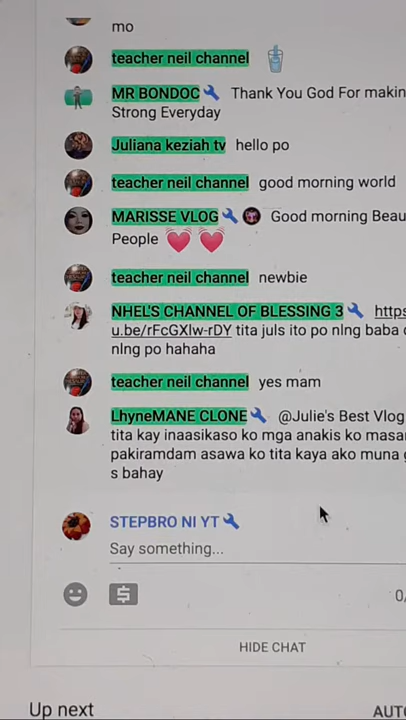 mo
teacher neil channel
MR BONDOC Thank You God For makin
Strong Everyday
Juliana keziah tv hello po
teacher neil channel good morning world
MARISSE VLOG Good morning Beau
People
teacher neil channel newbie
NHEL'S CHANNEL OF BLESSING 3 https
u.be/rFcGXlw-rDY tita juls ito po nlng baba
nlng po hahaha
teacher neil channel yes mam
LhyneMANE CLONE @Julie's Best Vlog
tita kay inaasikaso ko mga anakis ko masa
pakiramdam asawa ko tita kaya ako muna
s bahay
STEPBRO NI YT
Say something...
0/
HIDE CHAT
Up next AUTO